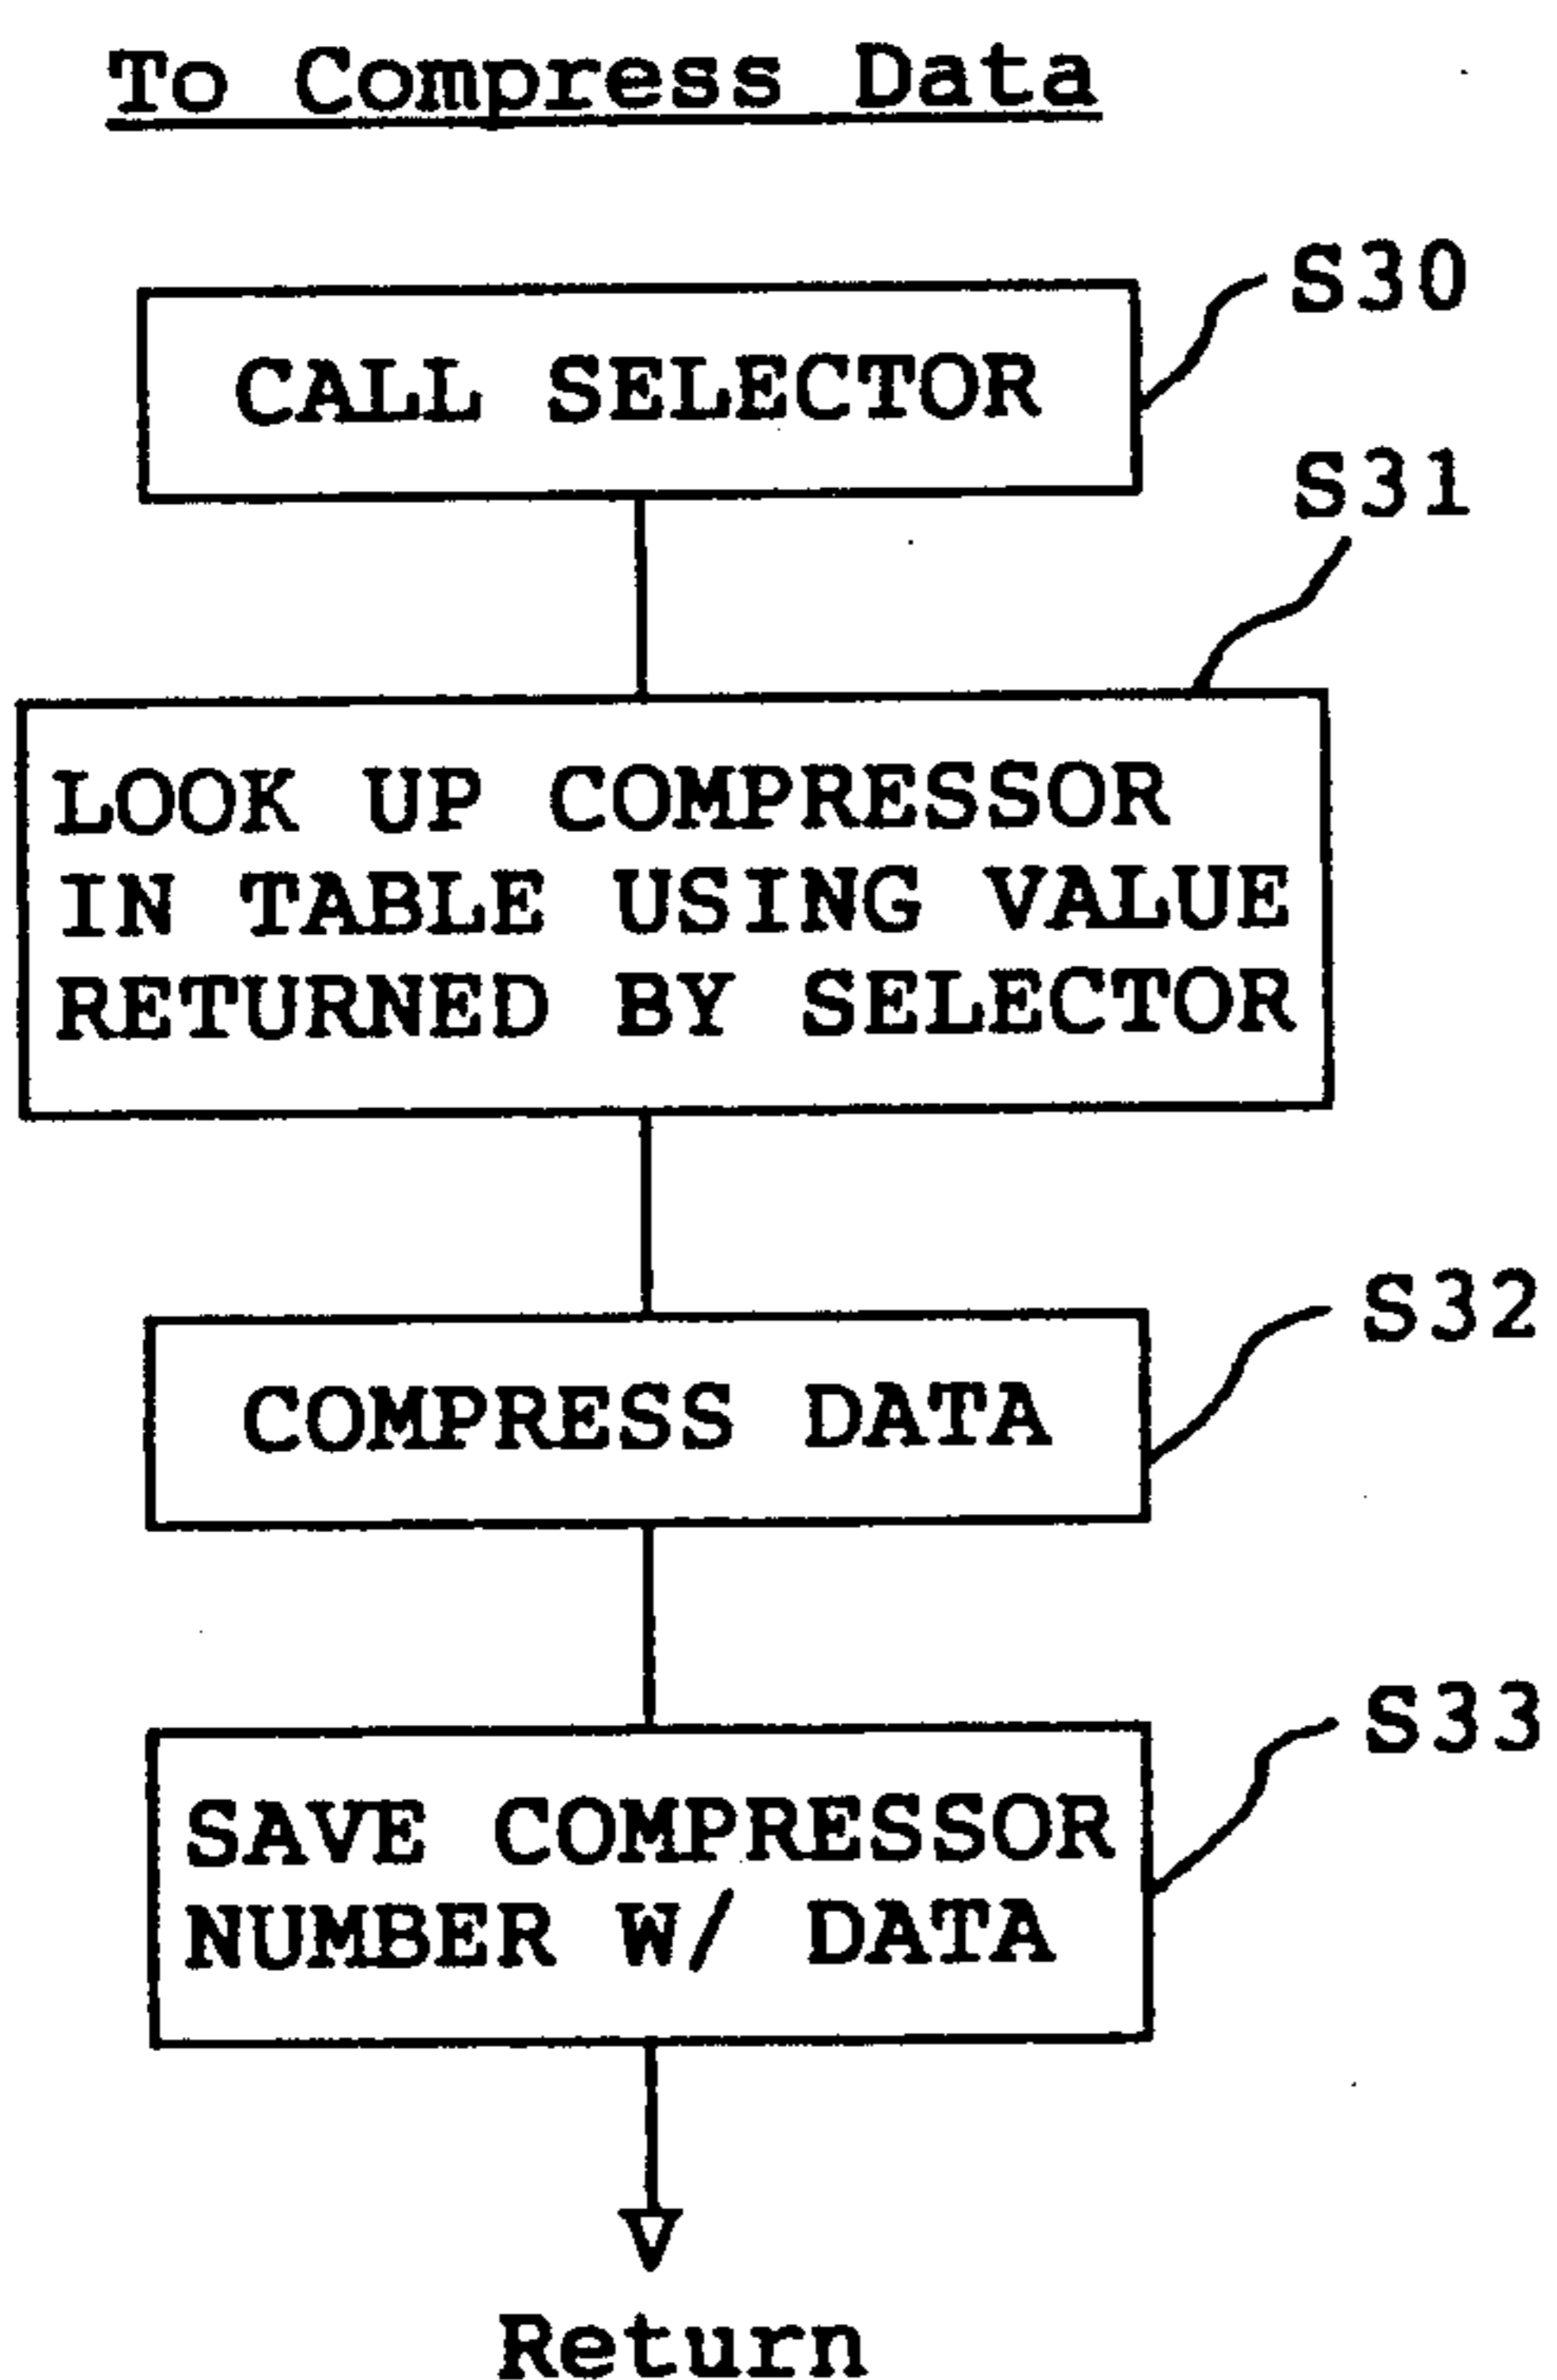 To Compress Data
S30
CALL SELECTOR
S31
LOOK UP COMPRESSOR
IN TABLE USING VALUE
RETURNED BY SELECTOR
S32
COMPRESS DATA
S33
SAVE COMPRESSOR
NUMBER W/ DATA
Return